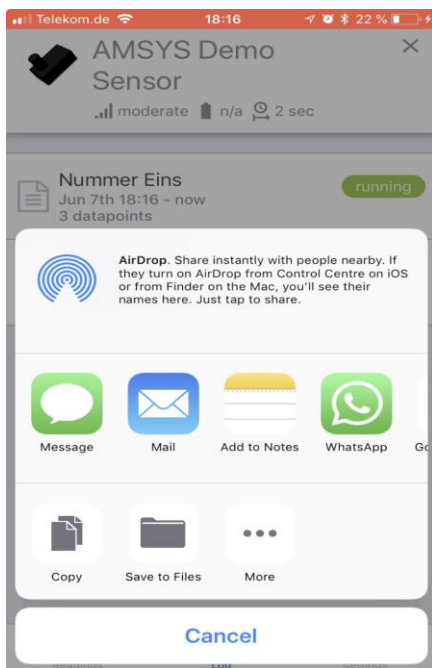 Telekom.de 18:16 22 %
AMSYS Demo
Sensor
moderate n/a 2 sec
Nummer Eins
Jun 7th 18:16 - now
3 datapoints
running
AirDrop. Share instantly with people nearby. If
they turn on AirDrop from Control Centre on iOS
or from Finder on the Mac, you’ll see their
names here. Just tap to share.
Message Mail Add to Notes WhatsApp
Copy Save to Files More
Cancel